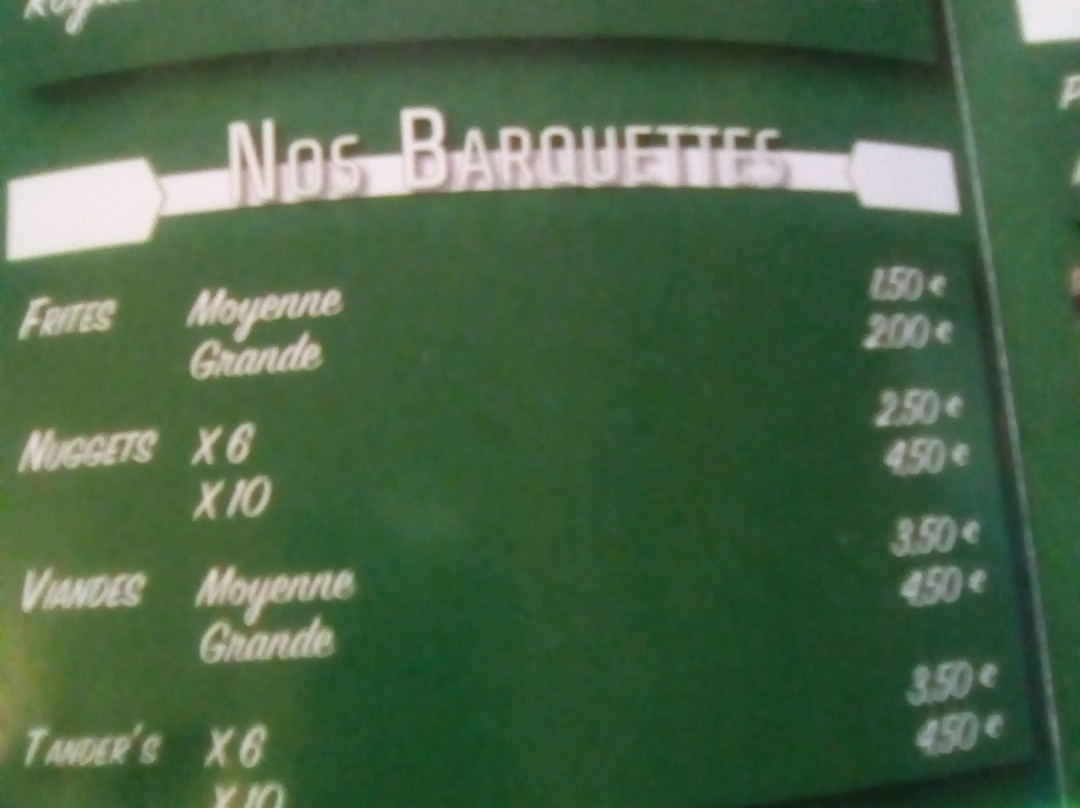 NOS BARQUETTES
FRITES Moyenne 1.50 €
Grande 2.00 €
NUGGETS X 6 2.50 €
X 10 4.50 €
VIANDES Moyenne 3.50 €
Grande 4.50 €
TANDER'S X 6 3.50 €
X 10 4.50 €